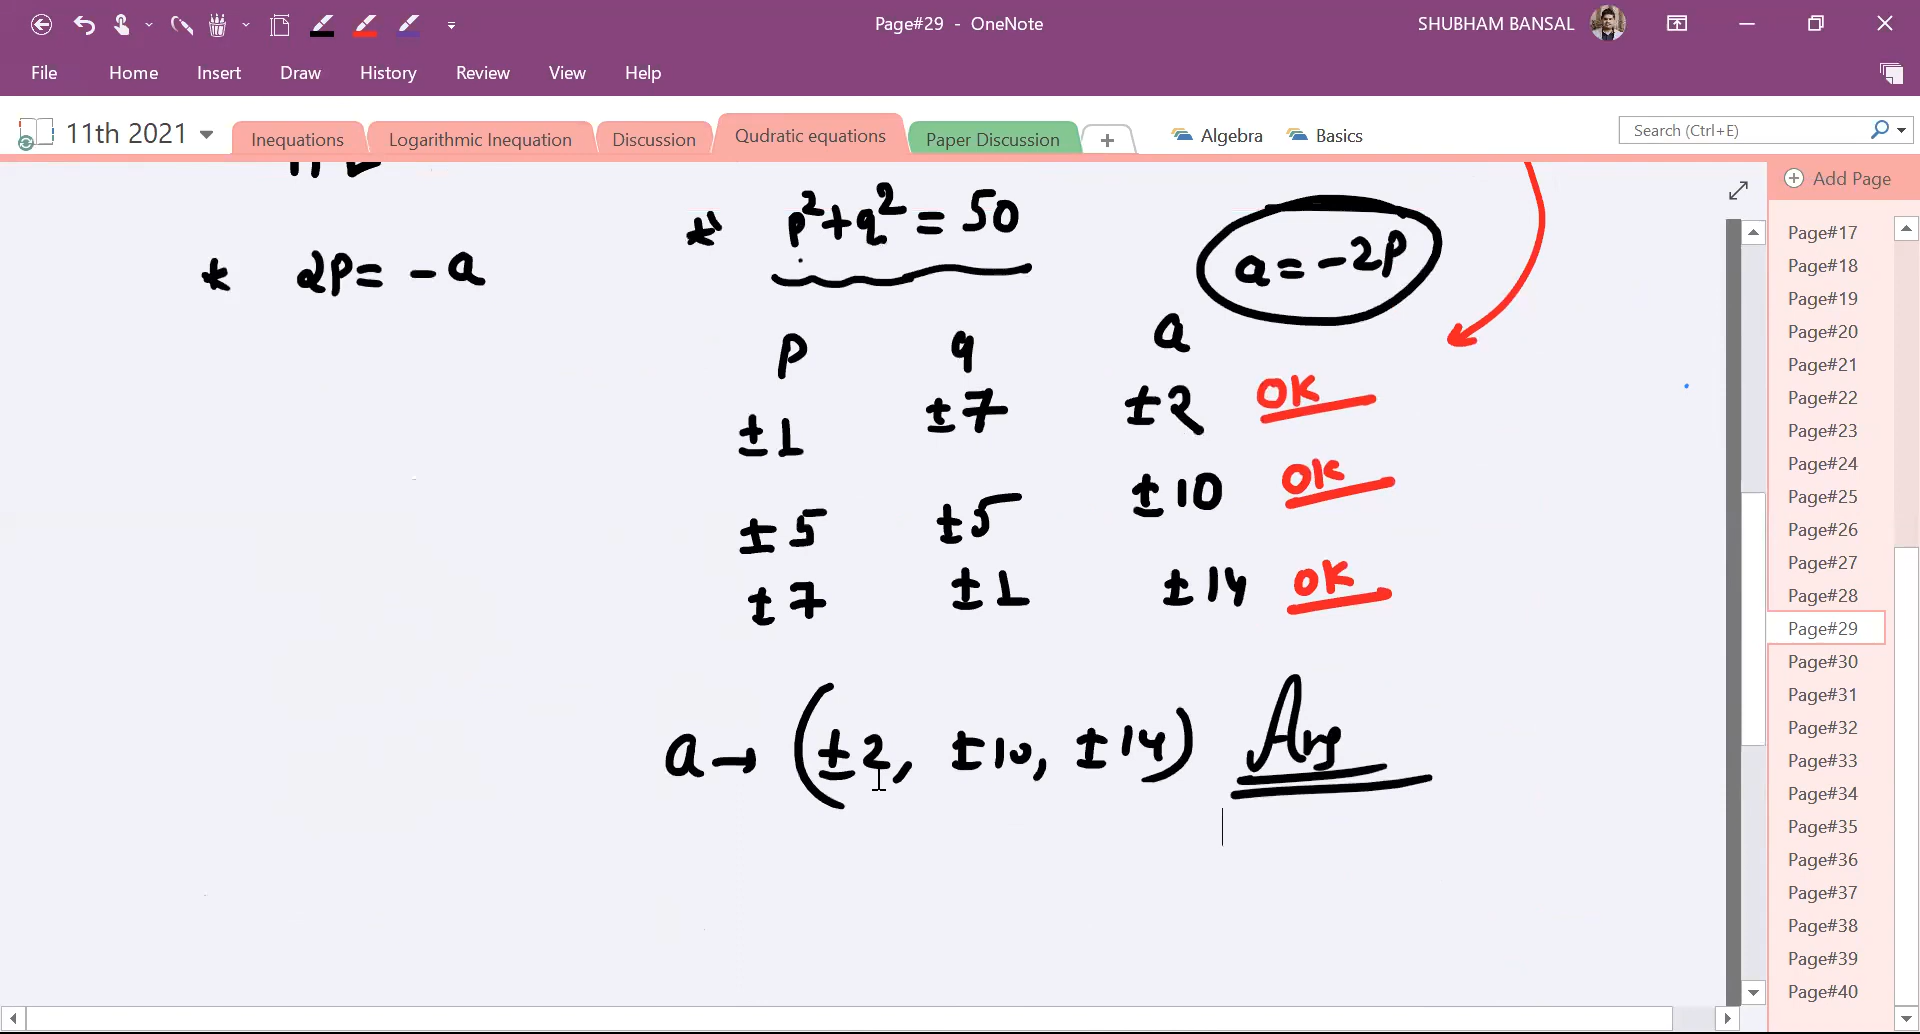 Page#29 - OneNote
SHUBHAM BANSAL
File Home Insert Draw History Review View Help
11th 2021
Inequations
Logarithmic Inequation
Discussion
Qudratic equations
Paper Discussion
+
Algebra
Basics
Search (Ctrl+E)
Add Page
* p²+q² = 50
a = -2P
* 2P = -a
p q a
±1 ±7 ±2 OK
±5 ±5 ±10 OK
±7 ±1 ±14 OK
a → (±2, ±10, ±14) Ans
Page#17
Page#18
Page#19
Page#20
Page#21
Page#22
Page#23
Page#24
Page#25
Page#26
Page#27
Page#28
Page#29
Page#30
Page#31
Page#32
Page#33
Page#34
Page#35
Page#36
Page#37
Page#38
Page#39
Page#40